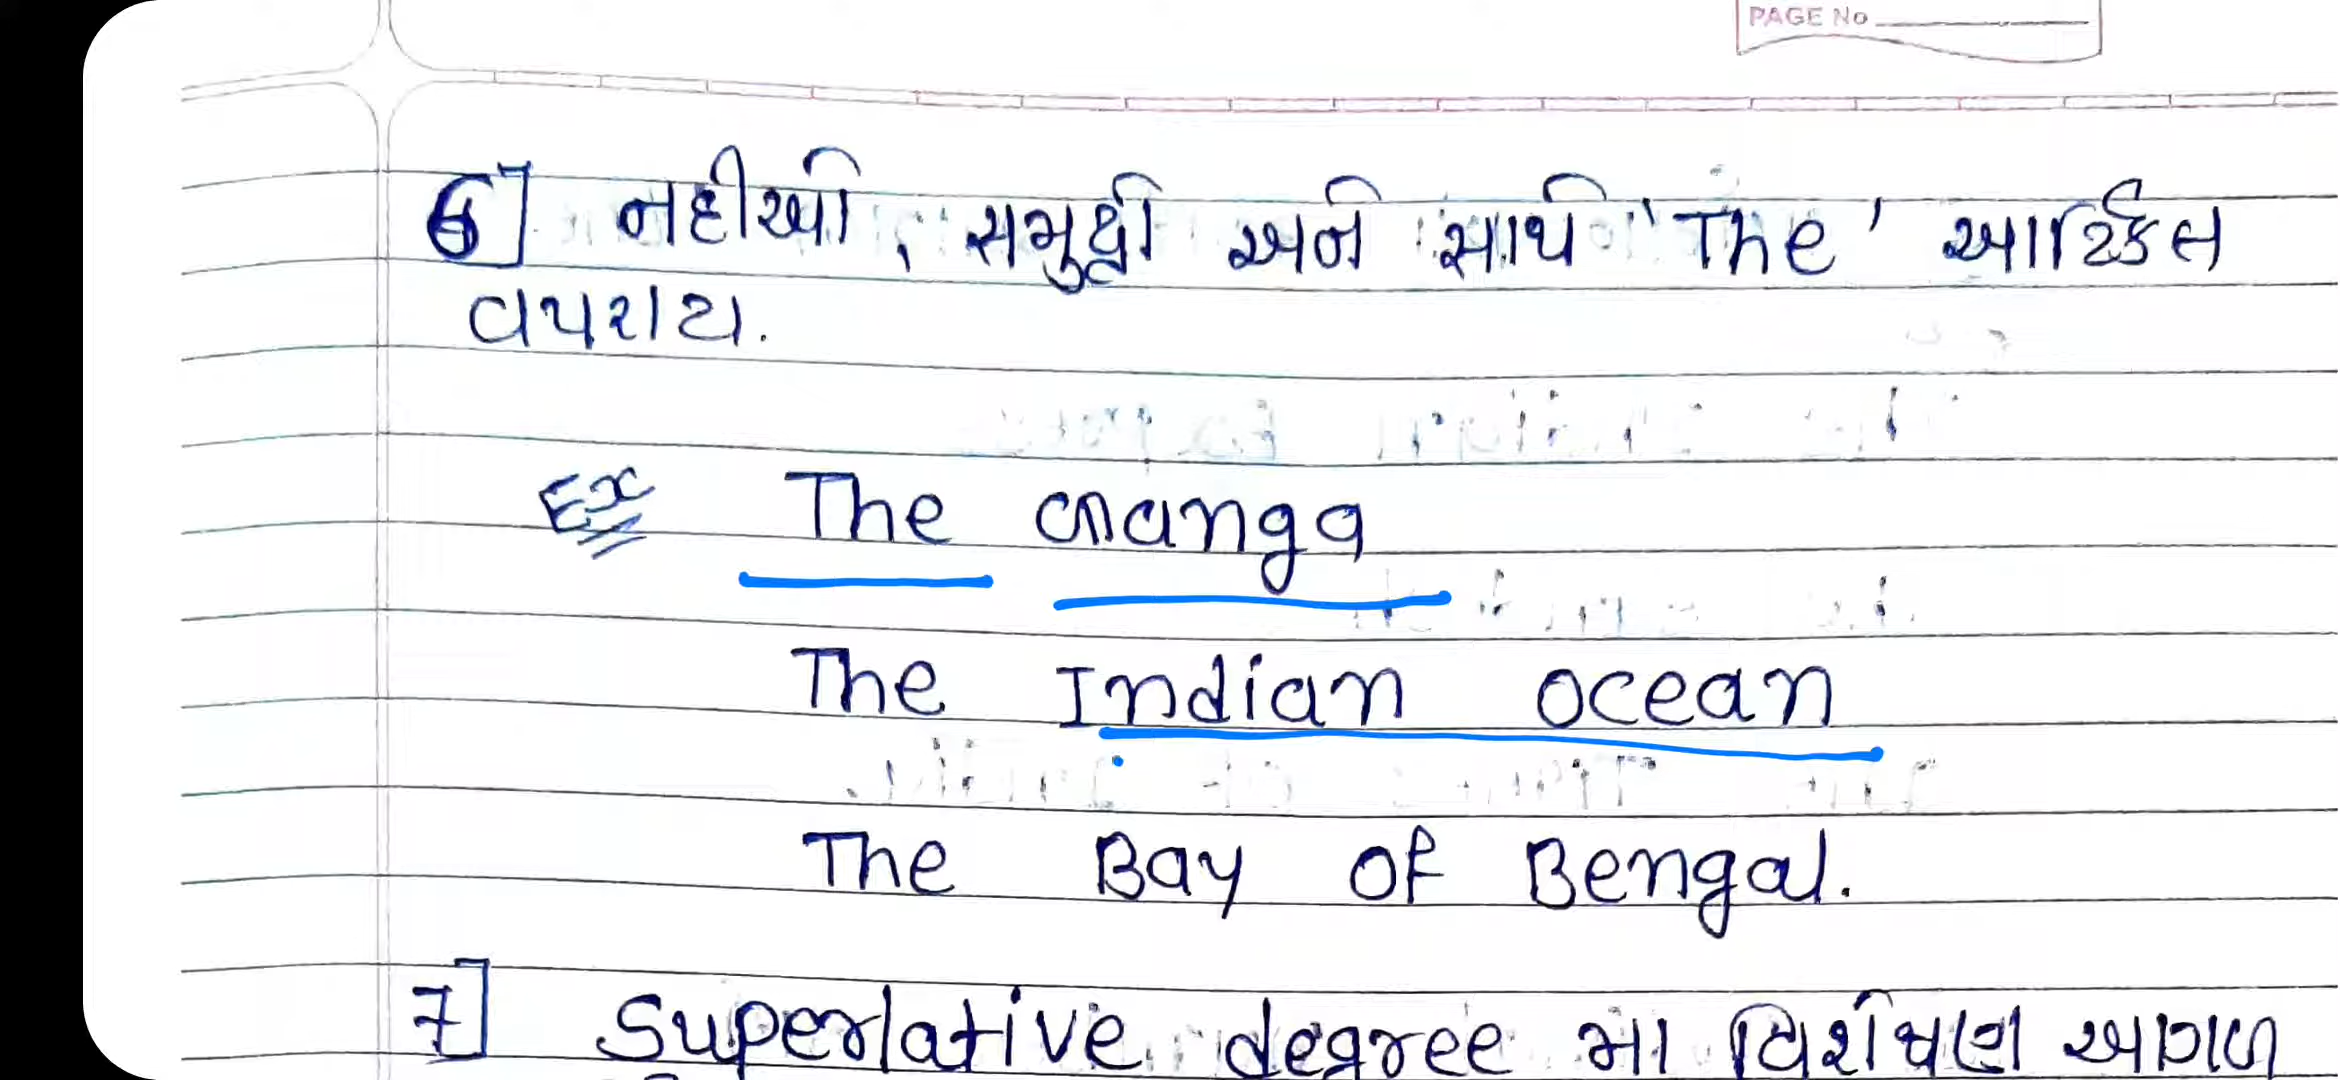 PAGE No
6] નદીઓ, સમુદ્રો અને સાથે 'The' આર્ટિકલ
વપરાય.
Ex The Ganga
The Indian ocean
The Bay of Bengal.
7] Superlative degree મા વિશેષણ આગળ